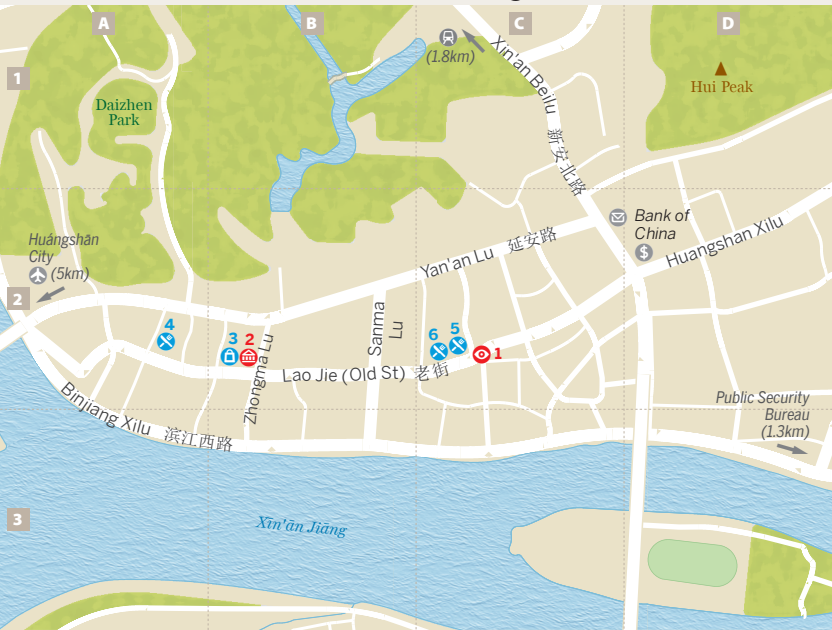 A
B
C
D
1
2
3
(1.8km)
Xin'an Beilu 新安北路
Daizhen
Park
Hui Peak
Huángshān
City
(5km)
Bank of
China
$
Huangshan Xilu
Yan'an Lu 延安路
Sanma
Lu
4
3
2
6
5
1
Zhongma Lu
Lao Jie (Old St) 老街
Binjiang Xilu 滨江西路
Public Security
Bureau
(1.3km)
Xīn'ān Jiāng